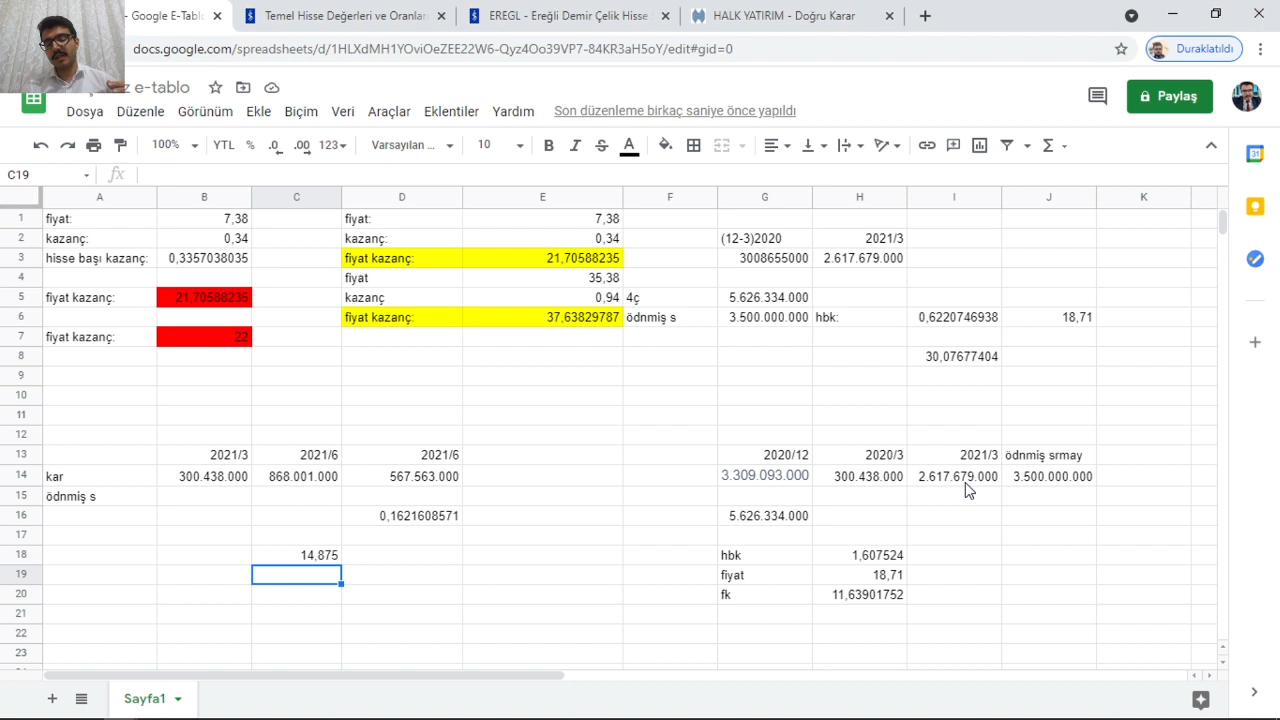 - Google E-Tablo
Temel Hisse Değerleri ve Oranları
EREGL - Ereğli Demir Çelik Hisse
HALK YATIRIM - Doğru Karar
docs.google.com/spreadsheets/d/1HLXdMH1YOviOeZEE22W6-Qyz4Oo39VP7-84KR3aH5oY/edit#gid=0
Duraklatıldı
z e-tablo
Dosya Düzenle Görünüm Ekle Biçim Veri Araçlar Eklentiler Yardım Son düzenleme birkaç saniye önce yapıldı
Paylaş
100% YTL % .0 .00 123 Varsayılan ... 10 B I S A
C19 fx
A B C D E F G H I J K
1 fiyat: 7,38 fiyat: 7,38
2 kazanç: 0,34 kazanç: 0,34 (12-3)2020 2021/3
3 hisse başı kazanç: 0,3357038035 fiyat kazanç: 21,70588235 3008655000 2.617.679.000
4 fiyat 35,38
5 fiyat kazanç: 21,70588235 kazanç 0,94 4ç 5.626.334.000
6 fiyat kazanç: 37,63829787 ödnmiş s 3.500.000.000 hbk: 0,6220746938 18,71
7 fiyat kazanç: 22
8 30,07677404
9
10
11
12
13 2021/3 2021/6 2021/6 2020/12 2020/3 2021/3 ödnmiş srmay
14 kar 300.438.000 868.001.000 567.563.000 3.309.093.000 300.438.000 2.617.679.000 3.500.000.000
15 ödnmiş s
16 0,1621608571 5.626.334.000
17
18 14,875 hbk 1,607524
19 fiyat 18,71
20 fk 11,63901752
21
22
23
Sayfa1
31